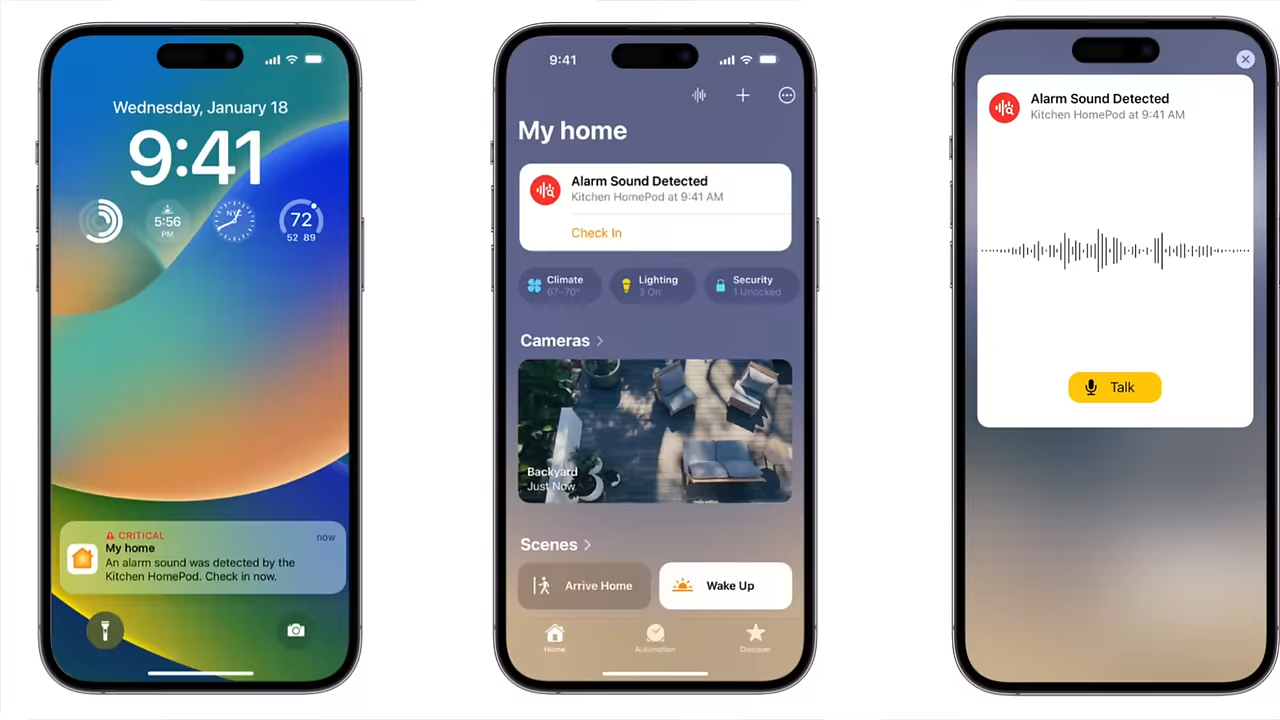 Wednesday, January 18
9:41
5:56
PM
NYC
72
52 89
CRITICAL
now
My home
An alarm sound was detected by the
Kitchen HomePod. Check in now.
9:41
My home
Alarm Sound Detected
Kitchen HomePod at 9:41 AM
Check In
Climate
67–70°
Lighting
3 On
Security
1 Unlocked
Cameras >
Backyard
Just Now
Scenes >
Arrive Home
Wake Up
Home
Automation
Discover
Alarm Sound Detected
Kitchen HomePod at 9:41 AM
Talk